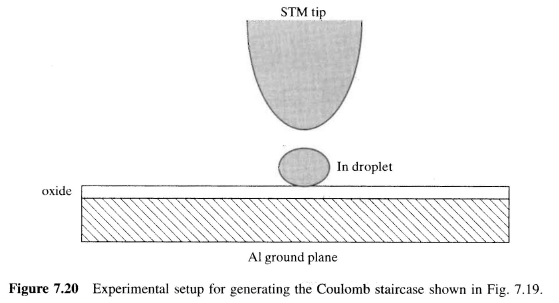 STM tip
In droplet
oxide
Al ground plane
Figure 7.20 Experimental setup for generating the Coulomb staircase shown in Fig. 7.19.